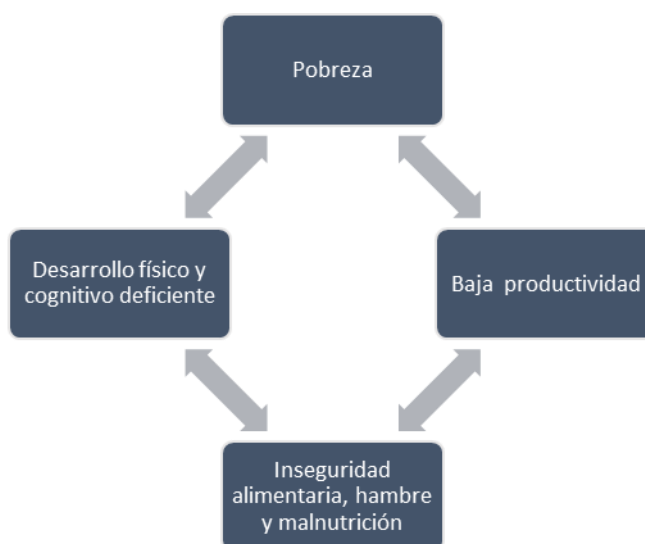 Pobreza
Desarrollo físico y
cognitivo deficiente
Baja productividad
Inseguridad
alimentaria, hambre
y malnutrición